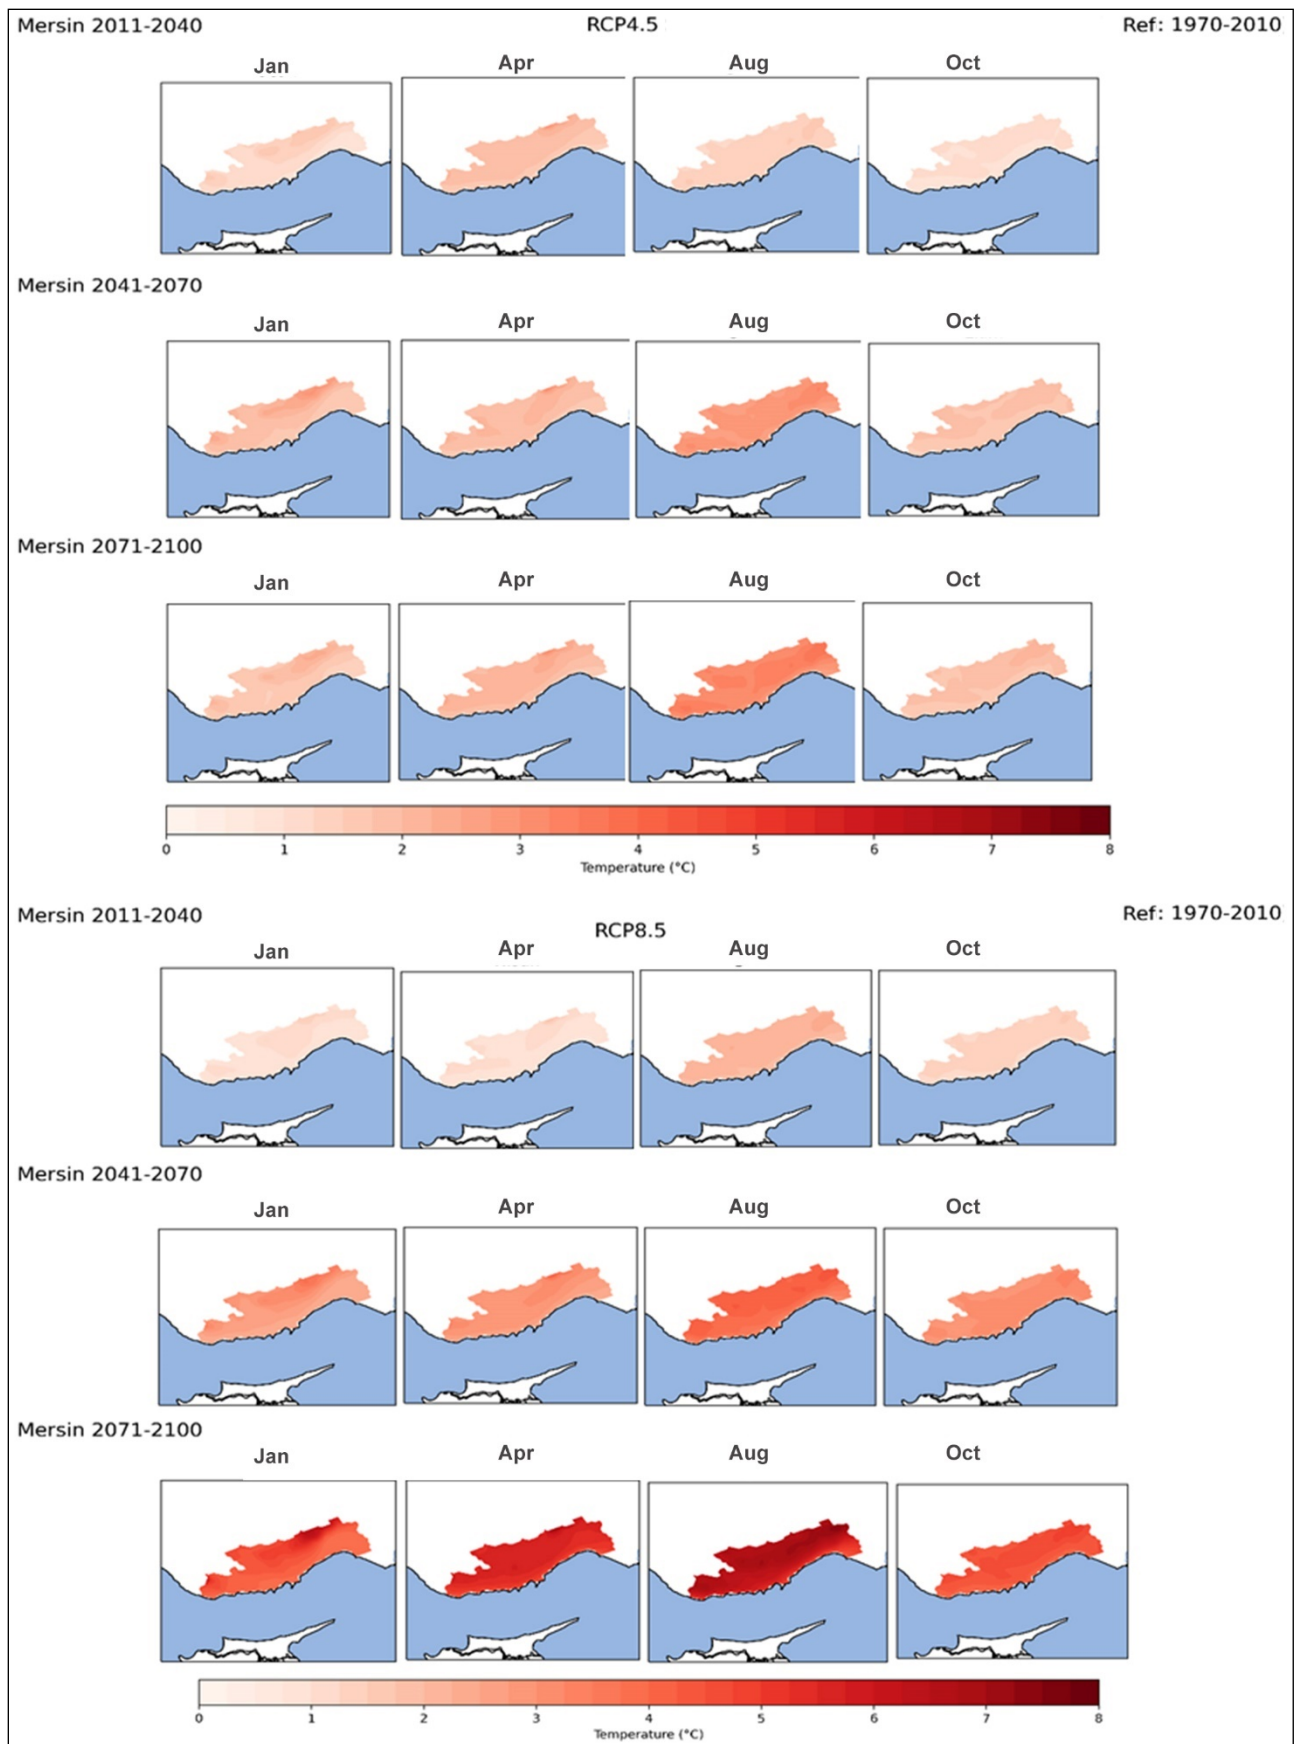 Mersin 2011-2040 RCP4.5 Ref: 1970-2010
Jan Apr Aug Oct
Mersin 2041-2070
Jan Apr Aug Oct
Mersin 2071-2100
Jan Apr Aug Oct
0 1 2 3 4 5 6 7 8
Temperature (°C)
Mersin 2011-2040 Ref: 1970-2010
RCP8.5
Jan Apr Aug Oct
Mersin 2041-2070
Jan Apr Aug Oct
Mersin 2071-2100
Jan Apr Aug Oct
0 1 2 3 4 5 6 7 8
Temperature (°C)